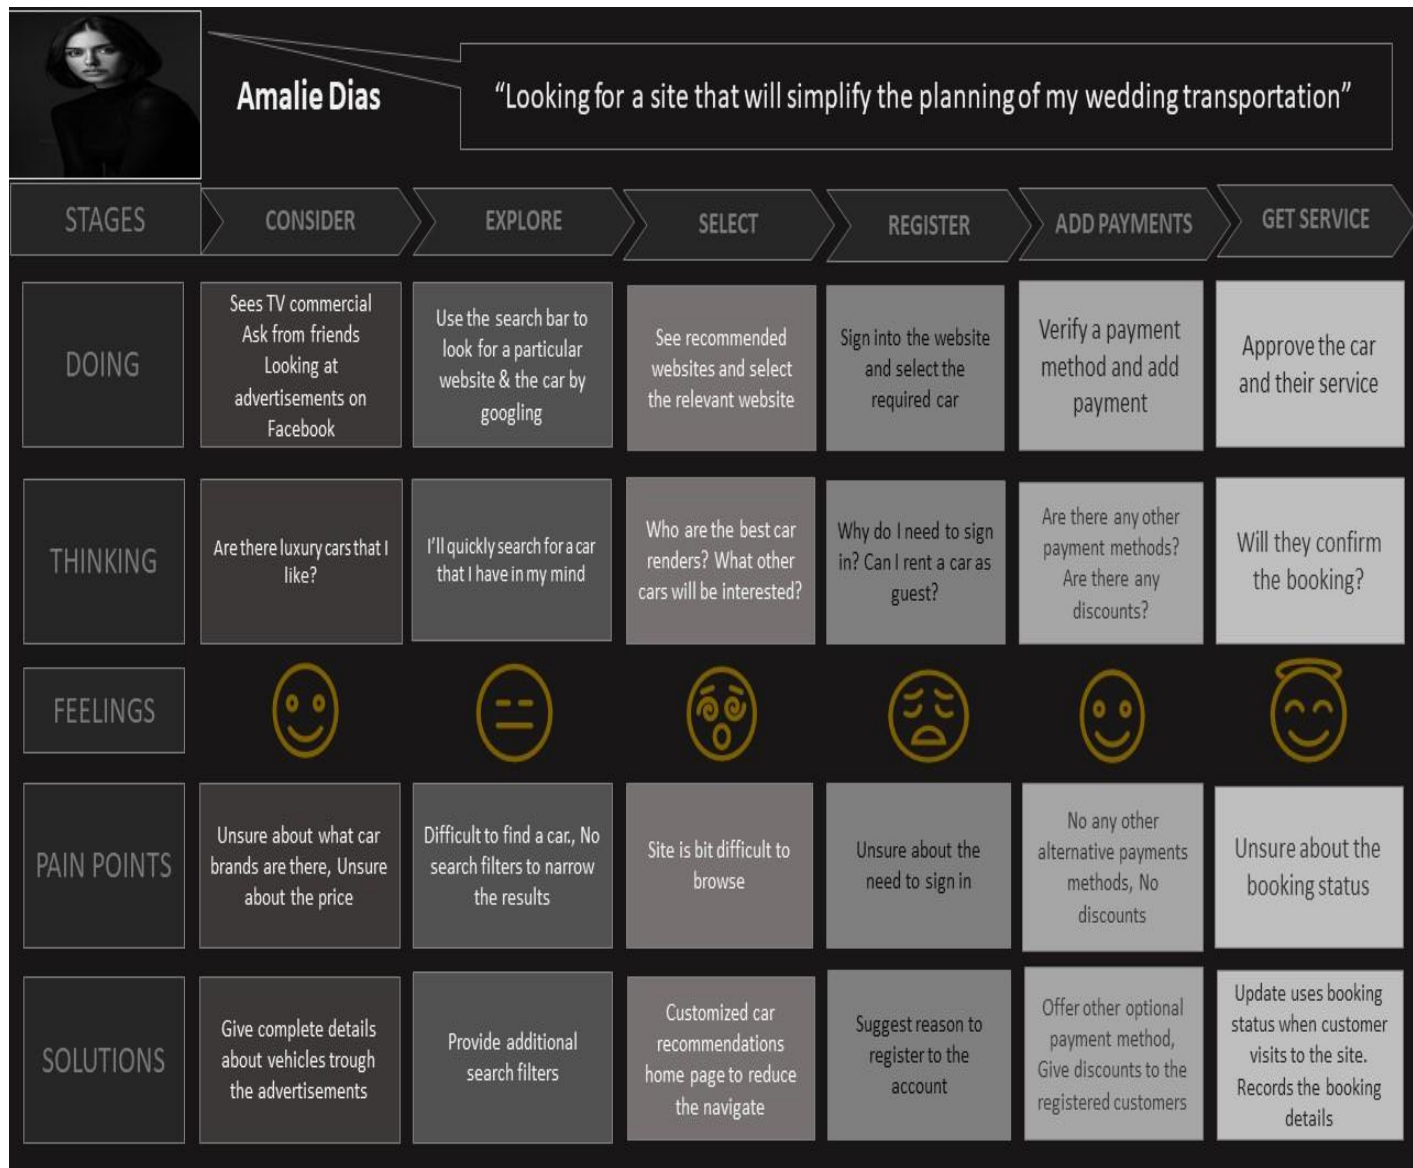 Amalie Dias
“Looking for a site that will simplify the planning of my wedding transportation”
STAGES
CONSIDER
EXPLORE
SELECT
REGISTER
ADD PAYMENTS
GET SERVICE
DOING
Sees TV commercial
Ask from friends
Looking at
advertisements on
Facebook
Use the search bar to
look for a particular
website & the car by
googling
See recommended
websites and select
the relevant website
Sign into the website
and select the
required car
Verify a payment
method and add
payment
Approve the car
and their service
THINKING
Are there luxury cars that I
like?
I’ll quickly search for a car
that I have in my mind
Who are the best car
renders? What other
cars will be interested?
Why do I need to sign
in? Can I rent a car as
guest?
Are there any other
payment methods?
Are there any
discounts?
Will they confirm
the booking?
FEELINGS
PAIN POINTS
Unsure about what car
brands are there, Unsure
about the price
Difficult to find a car., No
search filters to narrow
the results
Site is bit difficult to
browse
Unsure about the
need to sign in
No any other
alternative payments
methods, No
discounts
Unsure about the
booking status
SOLUTIONS
Give complete details
about vehicles trough
the advertisements
Provide additional
search filters
Customized car
recommendations
home page to reduce
the navigate
Suggest reason to
register to the
account
Offer other optional
payment method,
Give discounts to the
registered customers
Update uses booking
status when customer
visits to the site.
Records the booking
details